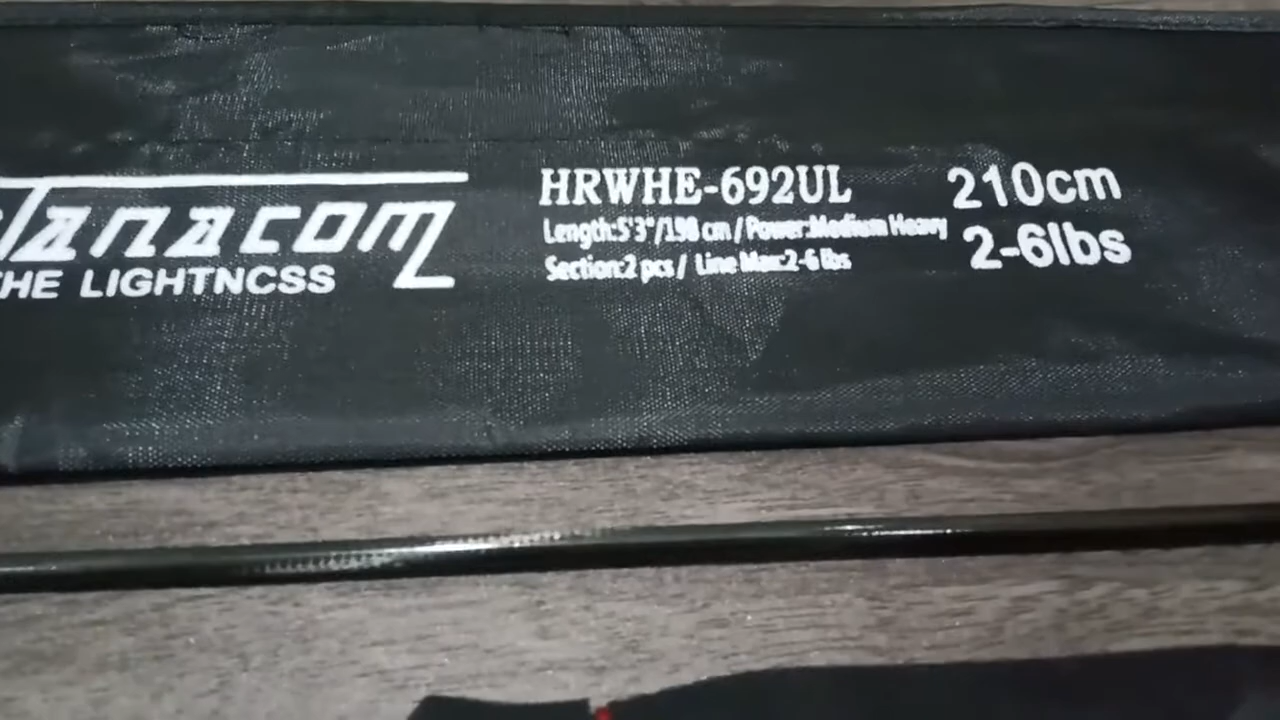 Tanacom
THE LIGHTNCSS
HRWHE-692UL
Length:5'3"/198 cm / Power:Medium Heavy
Section:2 pcs / Line Max:2-6 lbs
210cm
2-6lbs